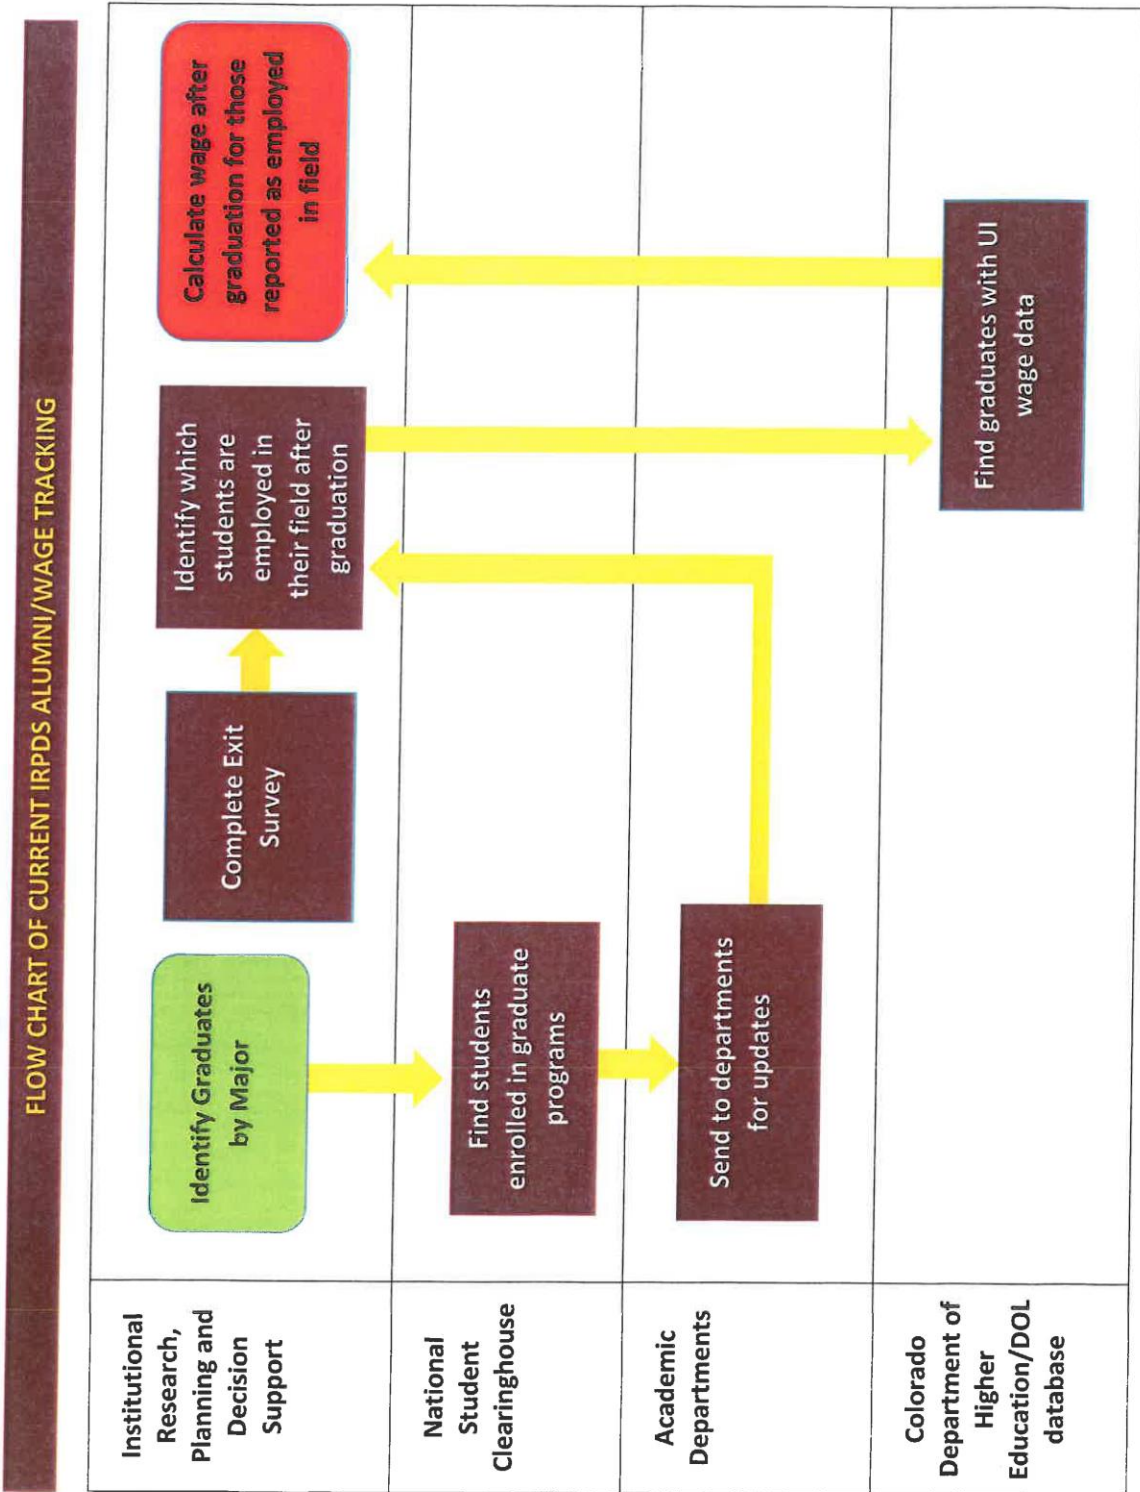 FLOW CHART OF CURRENT IRPDS ALUMNI/WAGE TRACKING
Institutional
Research,
Planning and
Decision
Support
Identify Graduates
by Major
Complete Exit
Survey
Identify which
students are
employed in
their field after
graduation
Calculate wage after
graduation for those
reported as employed
in field
National
Student
Clearinghouse
Find students
enrolled in graduate
programs
Academic
Departments
Send to departments
for updates
Colorado
Department of
Higher
Education/DOL
database
Find graduates with UI
wage data